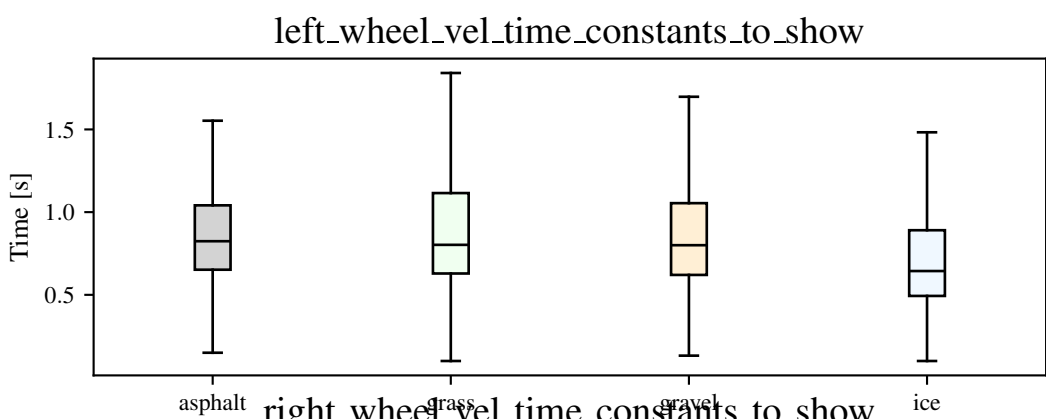 left_wheel_vel_time_constants_to_show
Time [s]
1.5
1.0
0.5
asphalt grass gravel ice
right_wheel_vel_time_constants_to_show